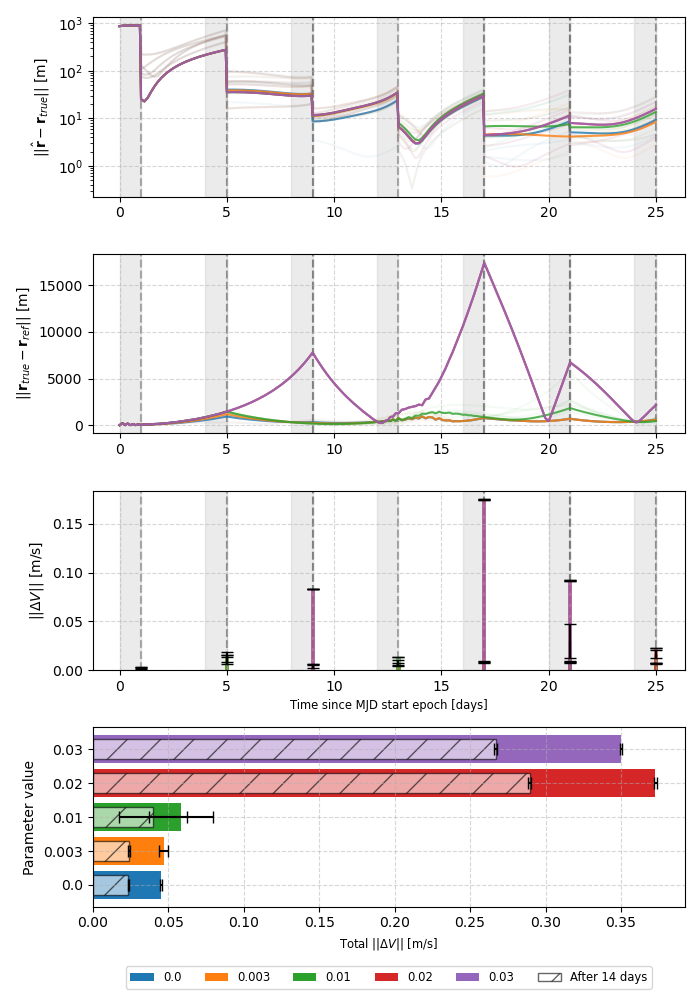 10³
10²
10¹
10⁰
||r̂ − r_true|| [m]
0 5 10 15 20 25
15000
10000
5000
0
||r_true − r_ref|| [m]
0 5 10 15 20 25
0.15
0.10
0.05
0.00
||ΔV|| [m/s]
0 5 10 15 20 25
Time since MJD start epoch [days]
0.03
0.02
0.01
0.003
0.0
Parameter value
0.00 0.05 0.10 0.15 0.20 0.25 0.30 0.35
Total ||ΔV|| [m/s]
0.0 0.003 0.01 0.02 0.03 After 14 days